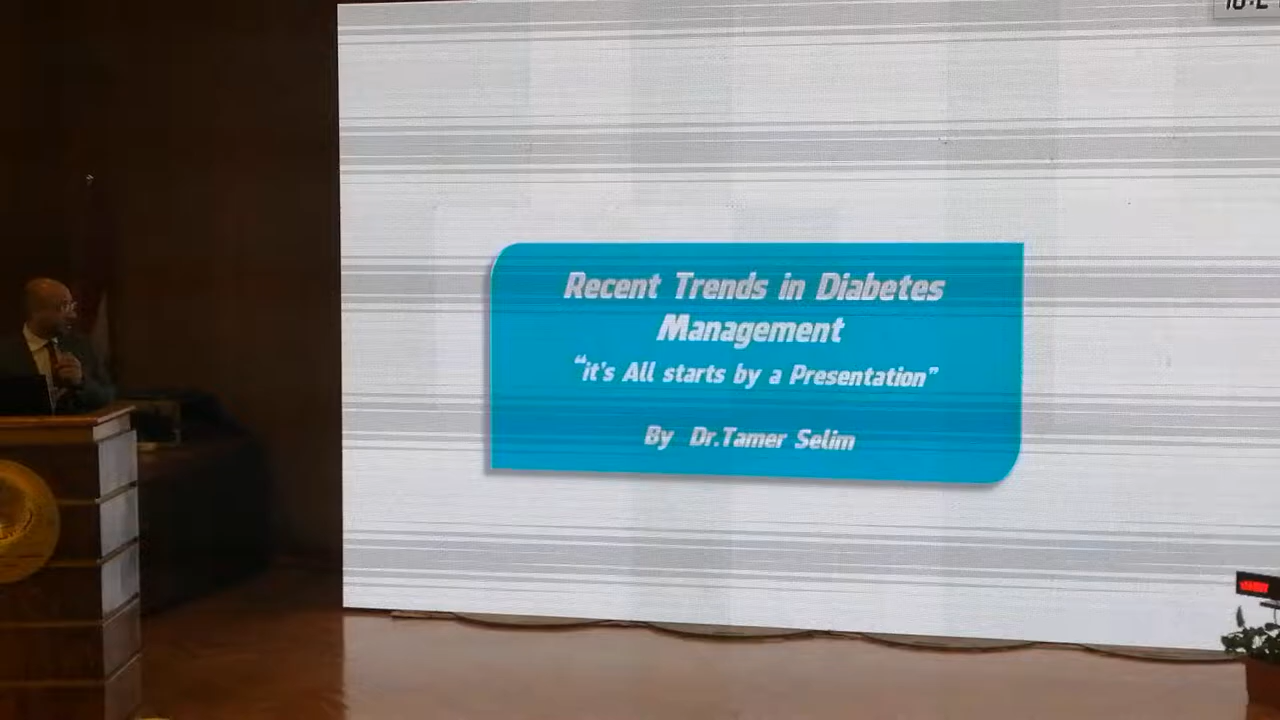 Recent Trends in Diabetes
Management
“it's All starts by a Presentation”
By Dr.Tamer Selim